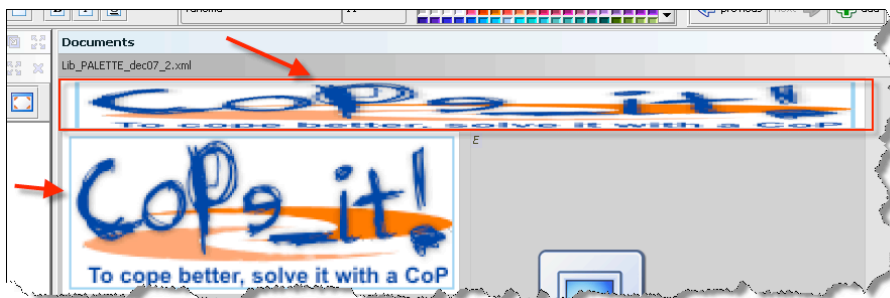 B I U
Documents
Lib_PALETTE_dec07_2.xml
CoPe_it!
To cope better, solve it with a CoP
E
CoPe_it!
To cope better, solve it with a CoP